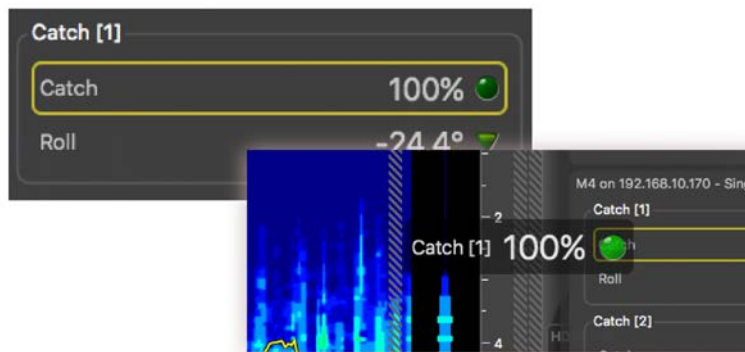 Catch [1]
Catch 100%
Roll -24.4°
M4 on 192.168.10.170 - Sing
Catch [1]
2
Catch [1] 100%
Roll
Catch [2]
4